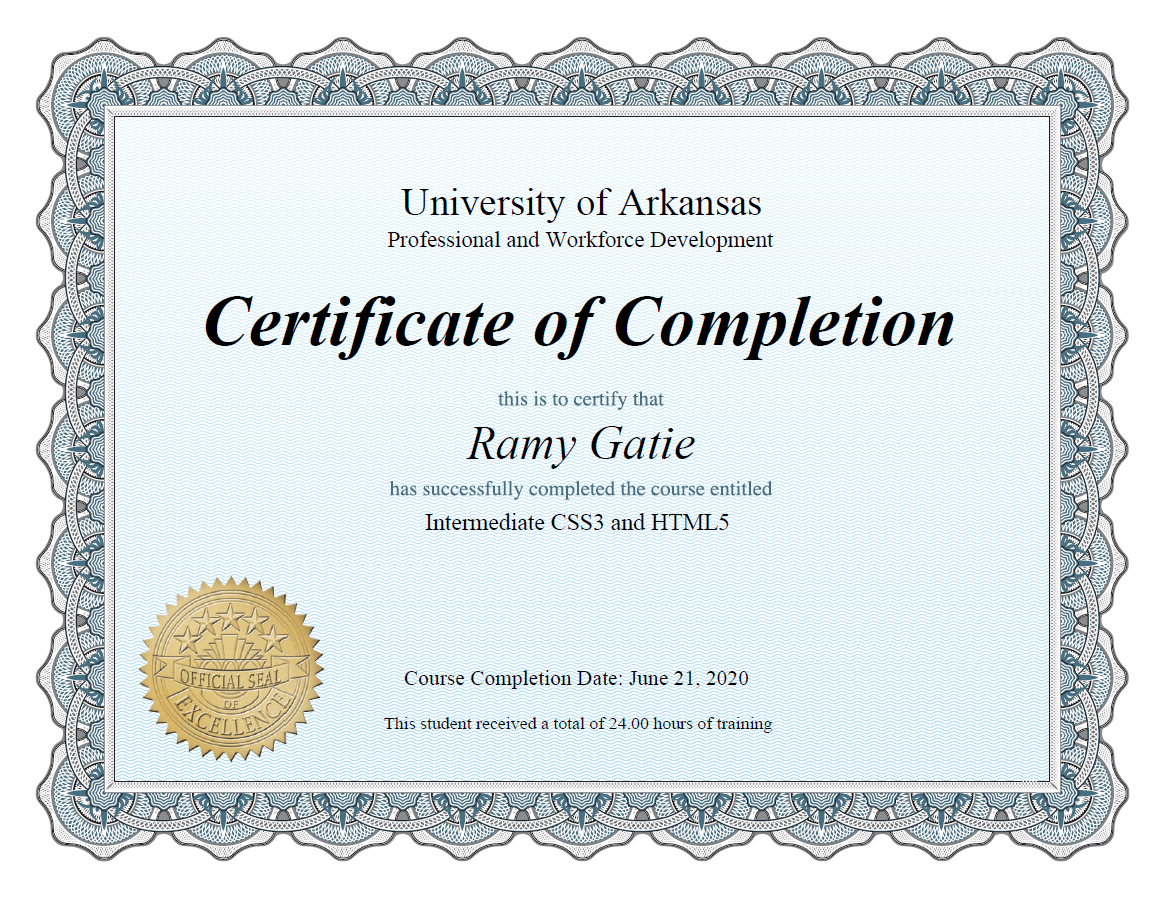 University of Arkansas
Professional and Workforce Development
Certificate of Completion
this is to certify that
Ramy Gatie
has successfully completed the course entitled
Intermediate CSS3 and HTML5
OFFICIAL SEAL
OF
EXCELLENCE
Course Completion Date: June 21, 2020
This student received a total of 24.00 hours of training